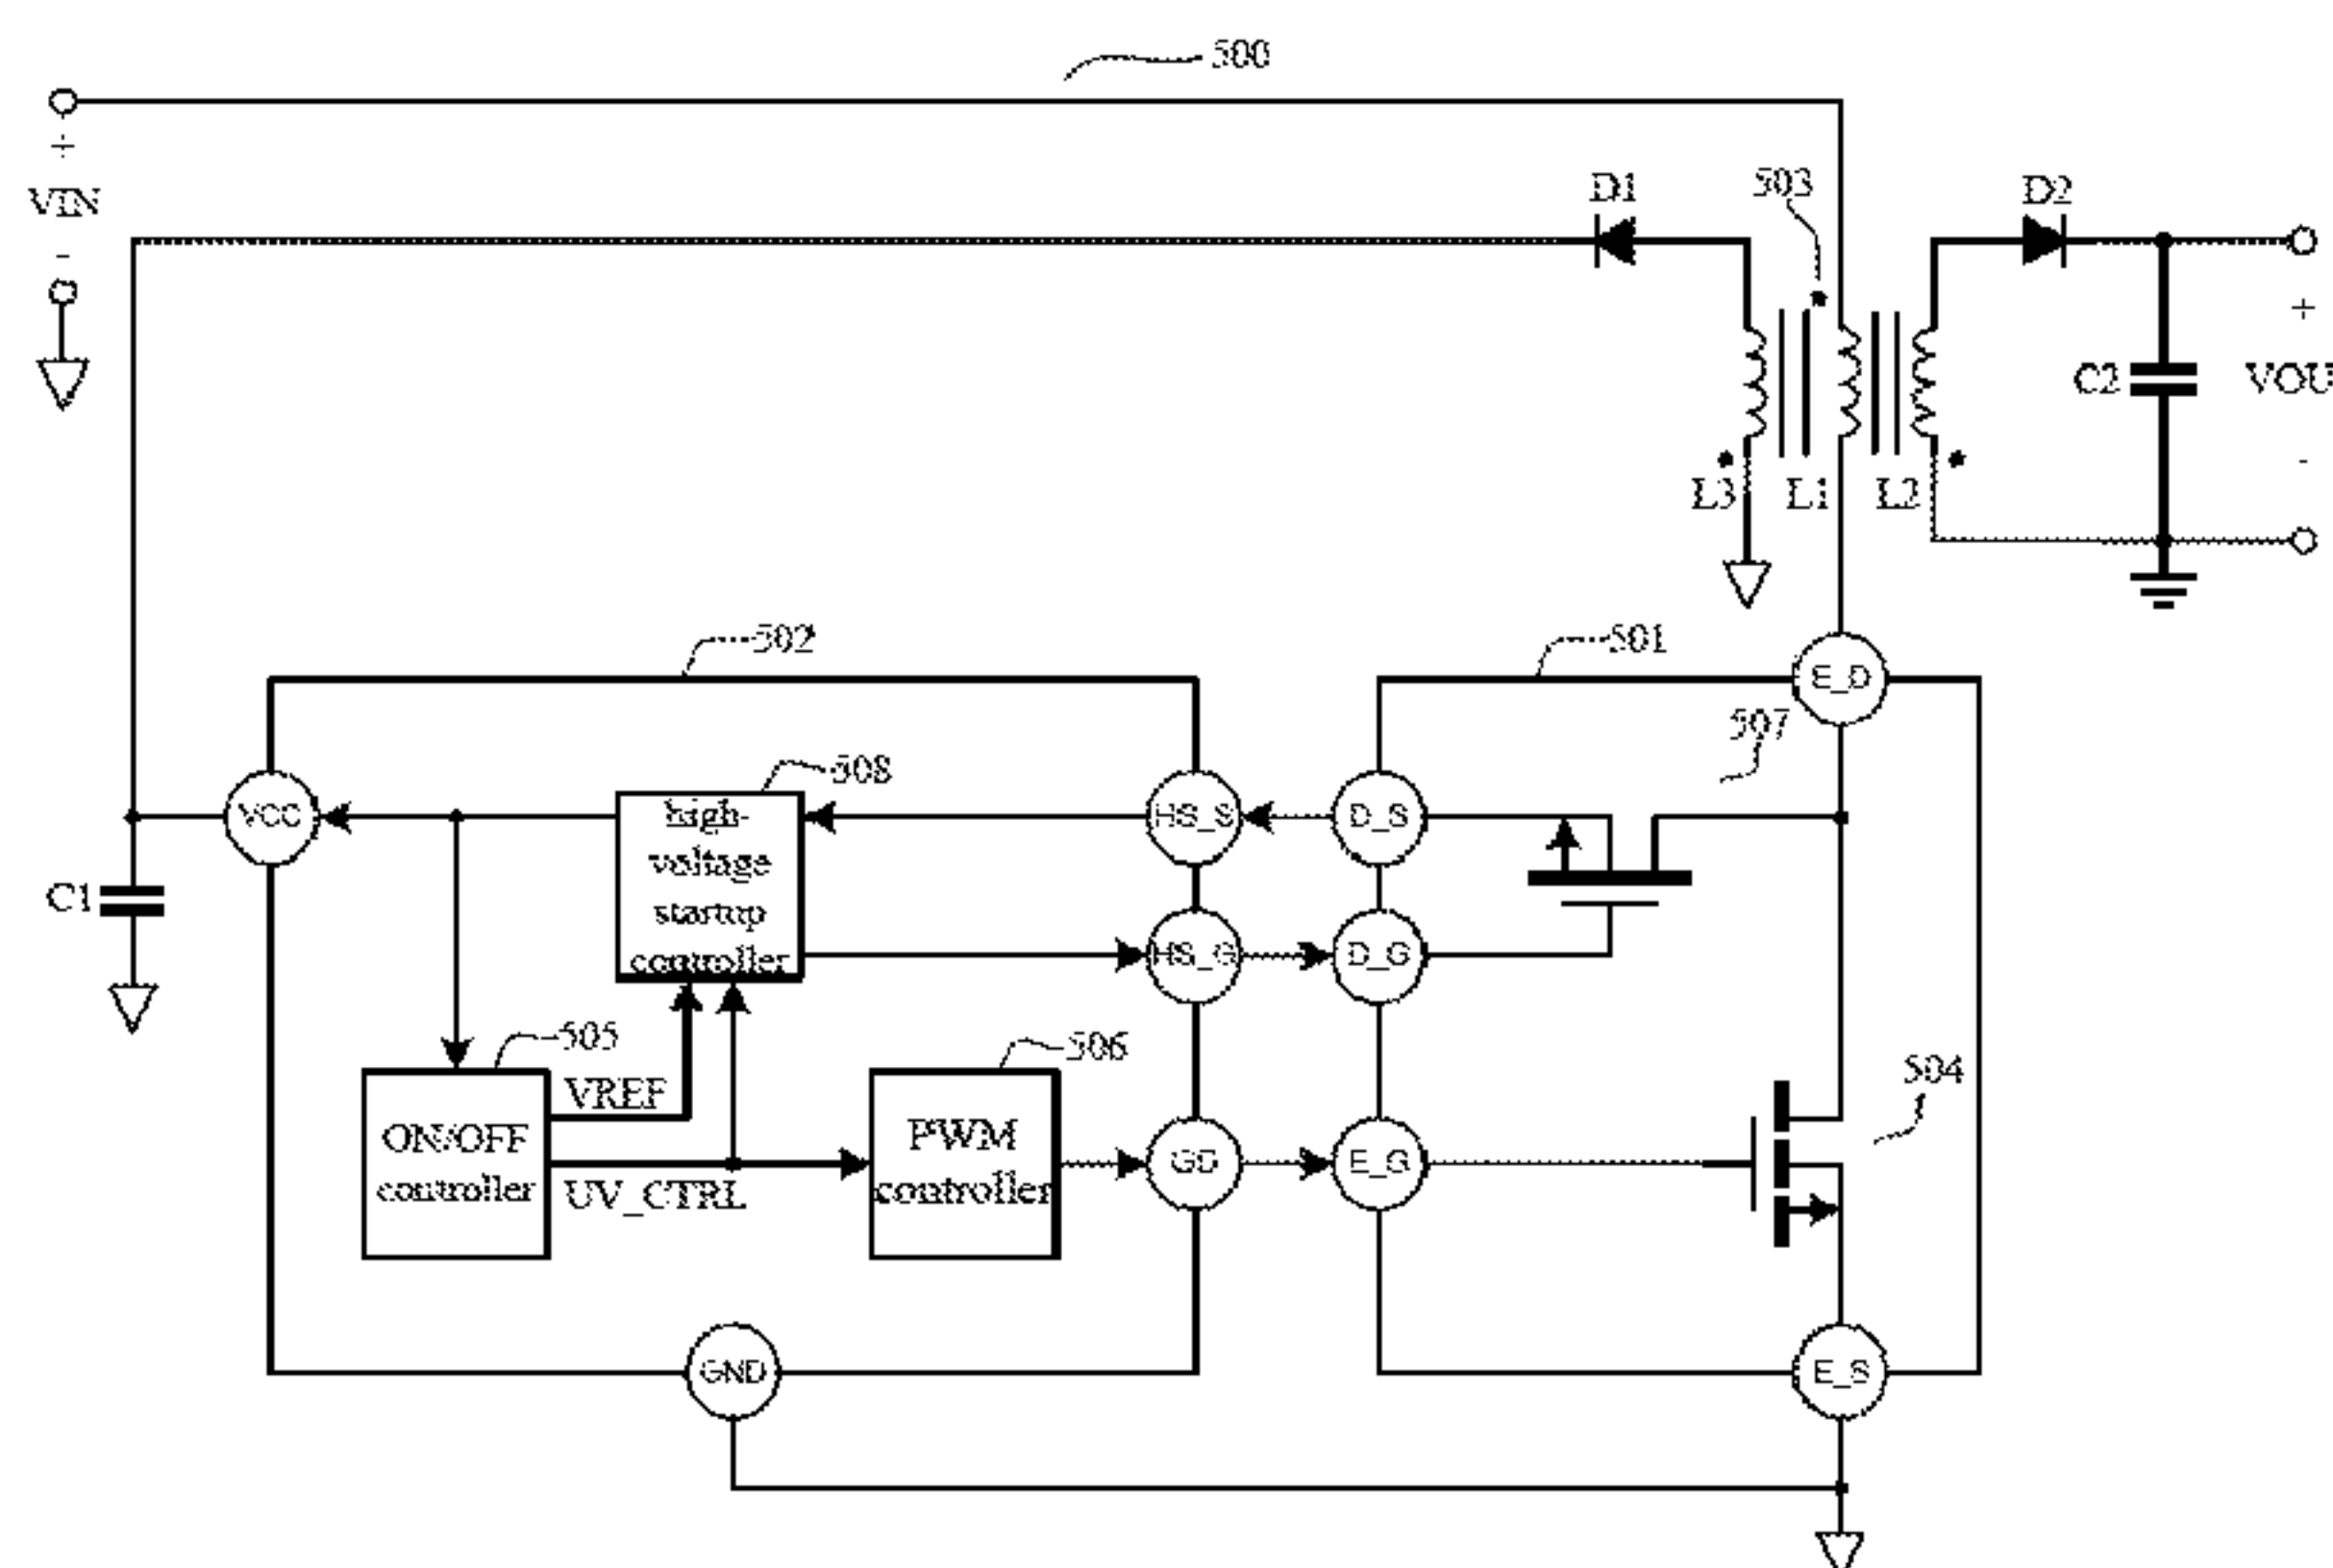 500
+
VIN
-
D1
503
D2
+
C2
VOU
-
L3
L1
L2
502
501
E_D
507
508
VCC
high-
voltage
startup
controller
HS_S
D_S
C1
HS_G
D_G
505
506
504
VREF
ON/OFF
controller
UV_CTRL
PWM
controller
GD
E_G
GND
E_S